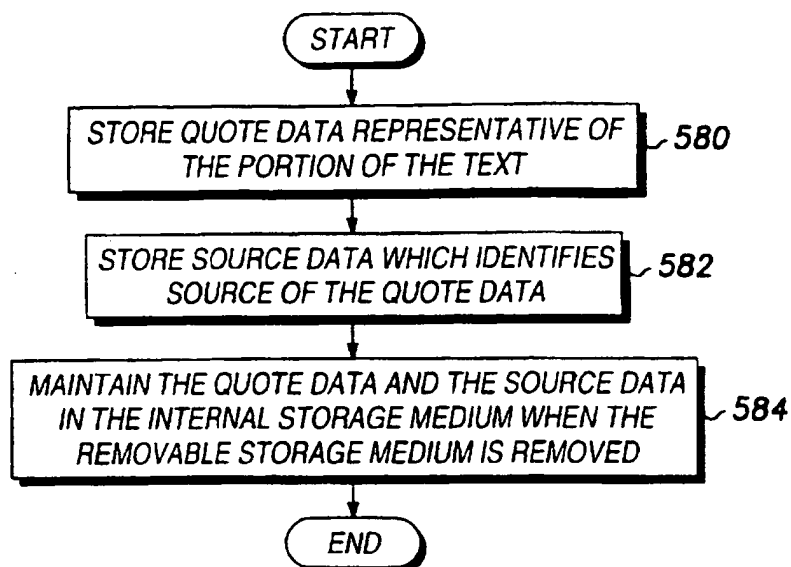 START
STORE QUOTE DATA REPRESENTATIVE OF
THE PORTION OF THE TEXT
580
STORE SOURCE DATA WHICH IDENTIFIES
SOURCE OF THE QUOTE DATA
582
MAINTAIN THE QUOTE DATA AND THE SOURCE DATA
IN THE INTERNAL STORAGE MEDIUM WHEN THE
REMOVABLE STORAGE MEDIUM IS REMOVED
584
END